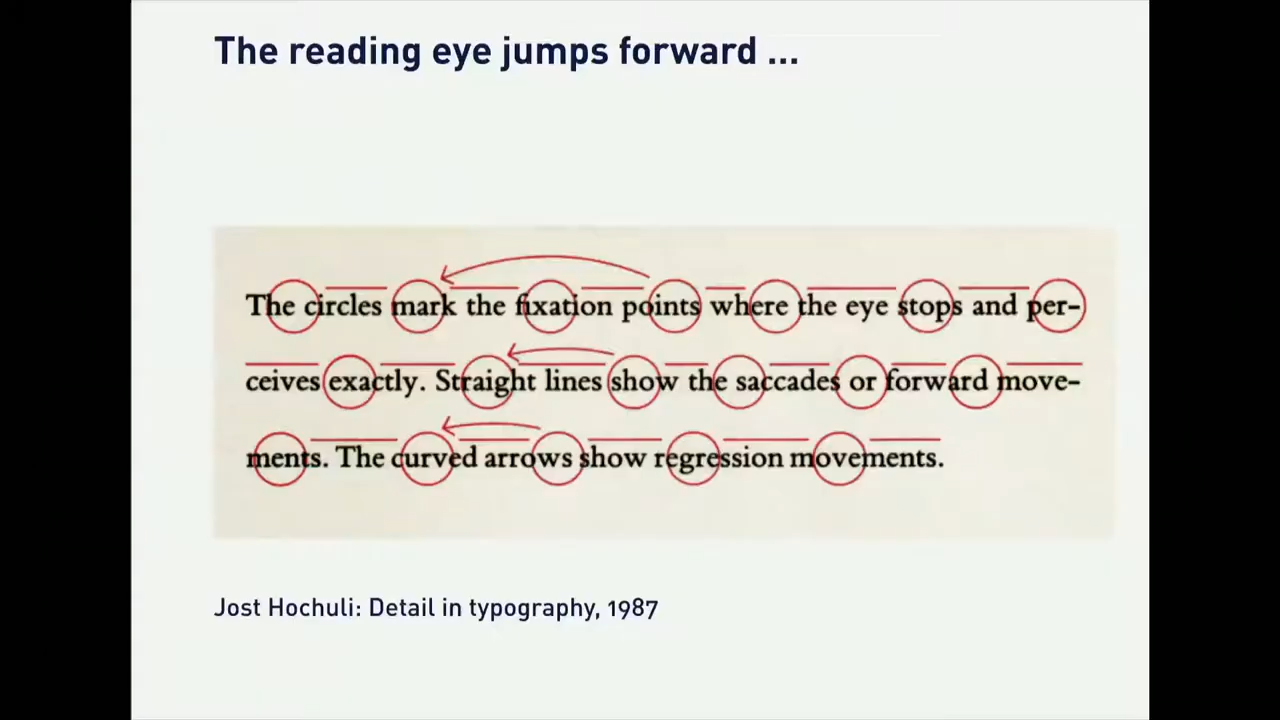 The reading eye jumps forward ...
The circles mark the fixation points where the eye stops and per-
ceives exactly. Straight lines show the saccades or forward move-
ments. The curved arrows show regression movements.
Jost Hochuli: Detail in typography, 1987